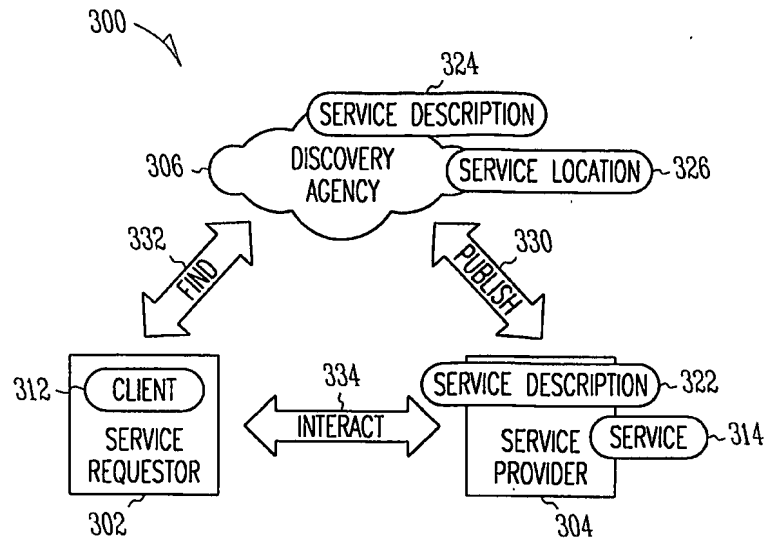 300
324
SERVICE DESCRIPTION
306
DISCOVERY
AGENCY
SERVICE LOCATION
326
332
FIND
330
PUBLISH
312
CLIENT
SERVICE
REQUESTOR
302
334
INTERACT
SERVICE DESCRIPTION
322
SERVICE
PROVIDER
SERVICE
314
304